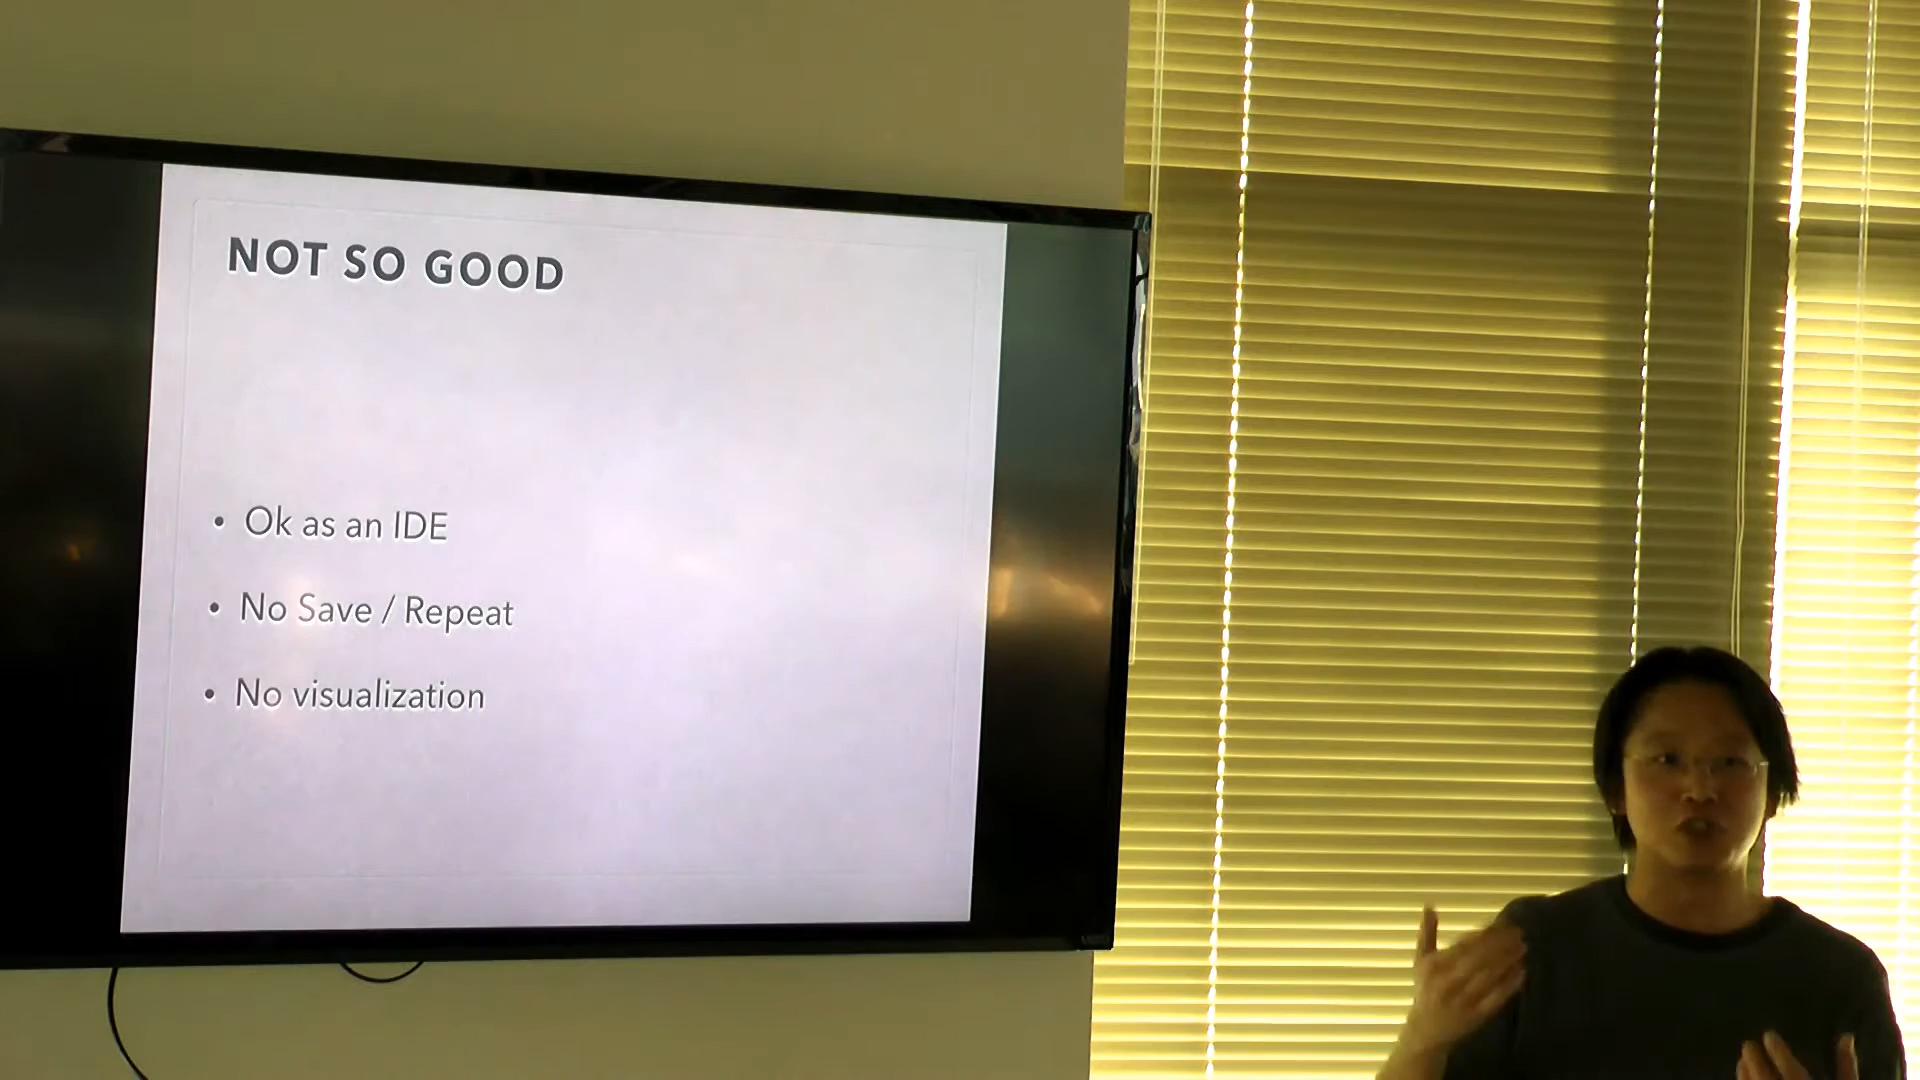 NOT SO GOOD
• Ok as an IDE
• No Save / Repeat
• No visualization